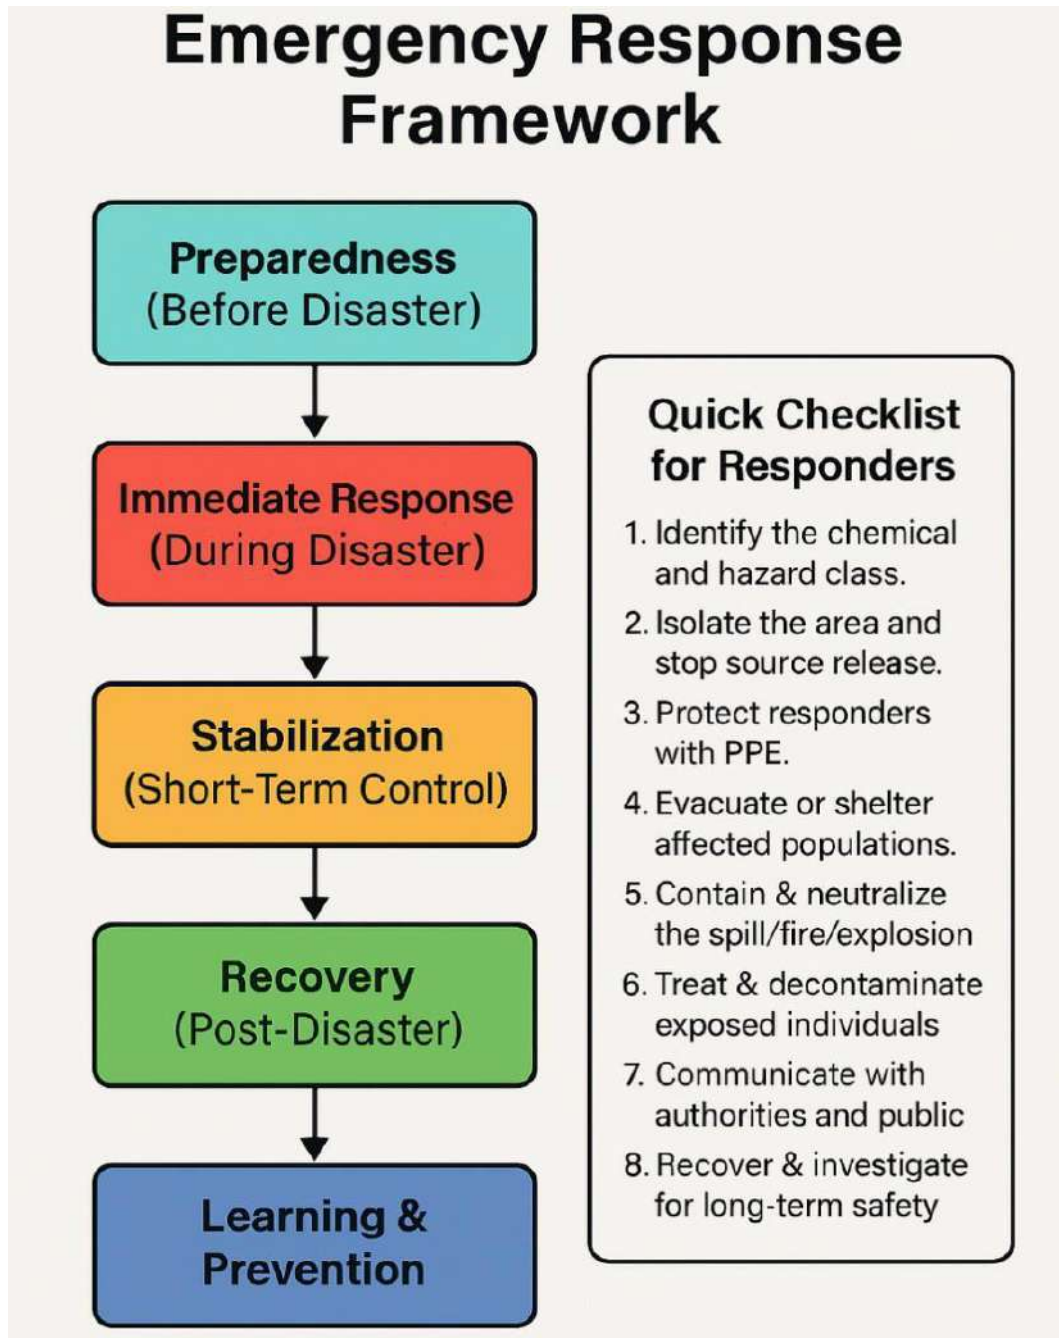 Emergency Response
Framework
Preparedness
(Before Disaster)
Immediate Response
(During Disaster)
Stabilization
(Short-Term Control)
Recovery
(Post-Disaster)
Learning &
Prevention
Quick Checklist
for Responders
1. Identify the chemical
and hazard class.
2. Isolate the area and
stop source release.
3. Protect responders
with PPE.
4. Evacuate or shelter
affected populations.
5. Contain & neutralize
the spill/fire/explosion
6. Treat & decontaminate
exposed individuals
7. Communicate with
authorities and public
8. Recover & investigate
for long-term safety